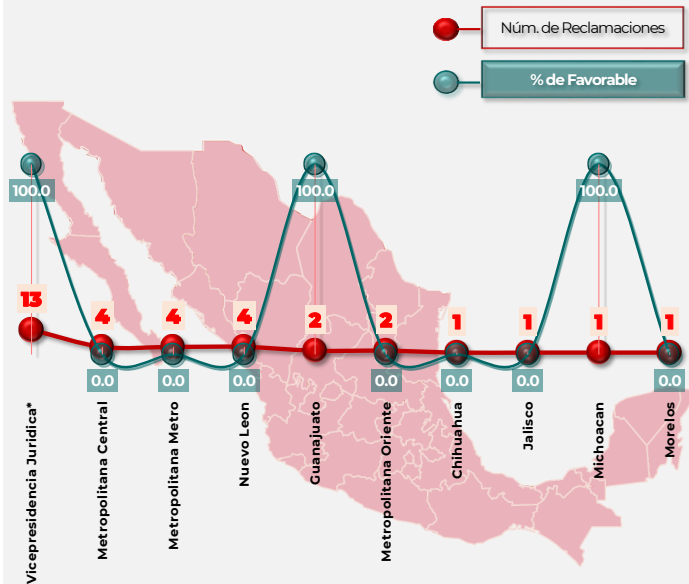 Núm. de Reclamaciones
% de Favorable
100.0
100.0
100.0
13
4
4
4
2
2
1
1
1
1
0.0
0.0
0.0
0.0
0.0
0.0
0.0
Vicepresidencia Jurídica*
Metropolitana Central
Metropolitana Metro
Nuevo Leon
Guanajuato
Metropolitana Oriente
Chihuahua
Jalisco
Michoacan
Morelos